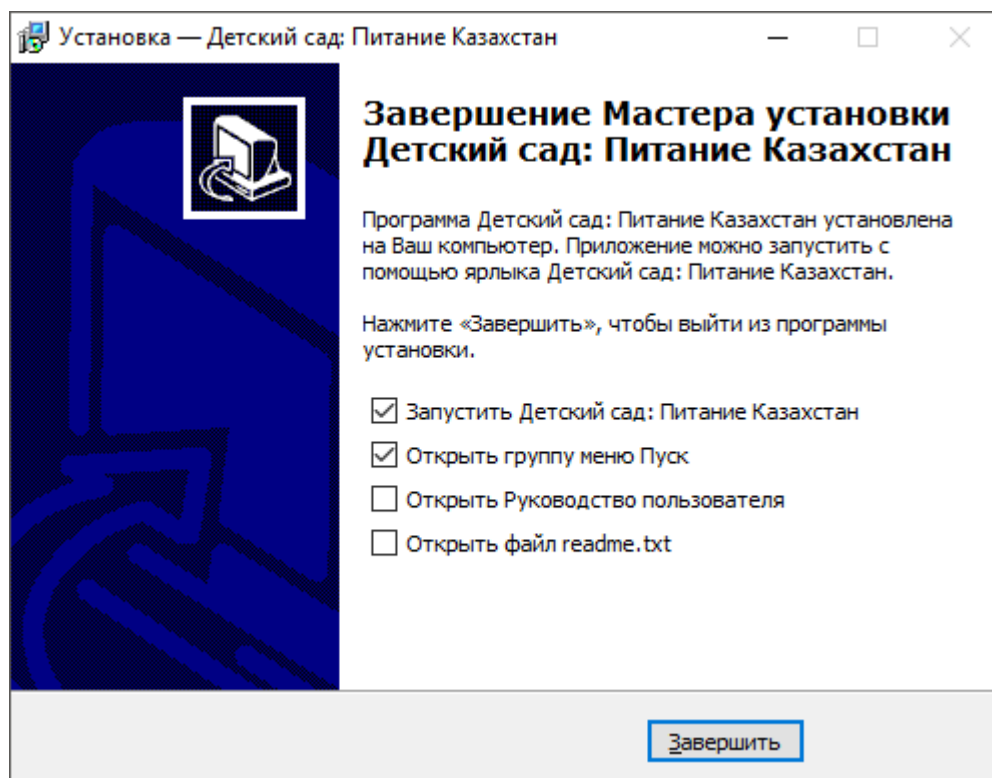 Установка — Детский сад: Питание Казахстан
Завершение Мастера установки
Детский сад: Питание Казахстан
Программа Детский сад: Питание Казахстан установлена
на Ваш компьютер. Приложение можно запустить с
помощью ярлыка Детский сад: Питание Казахстан.
Нажмите «Завершить», чтобы выйти из программы
установки.
Запустить Детский сад: Питание Казахстан
Открыть группу меню Пуск
Открыть Руководство пользователя
Открыть файл readme.txt
Завершить